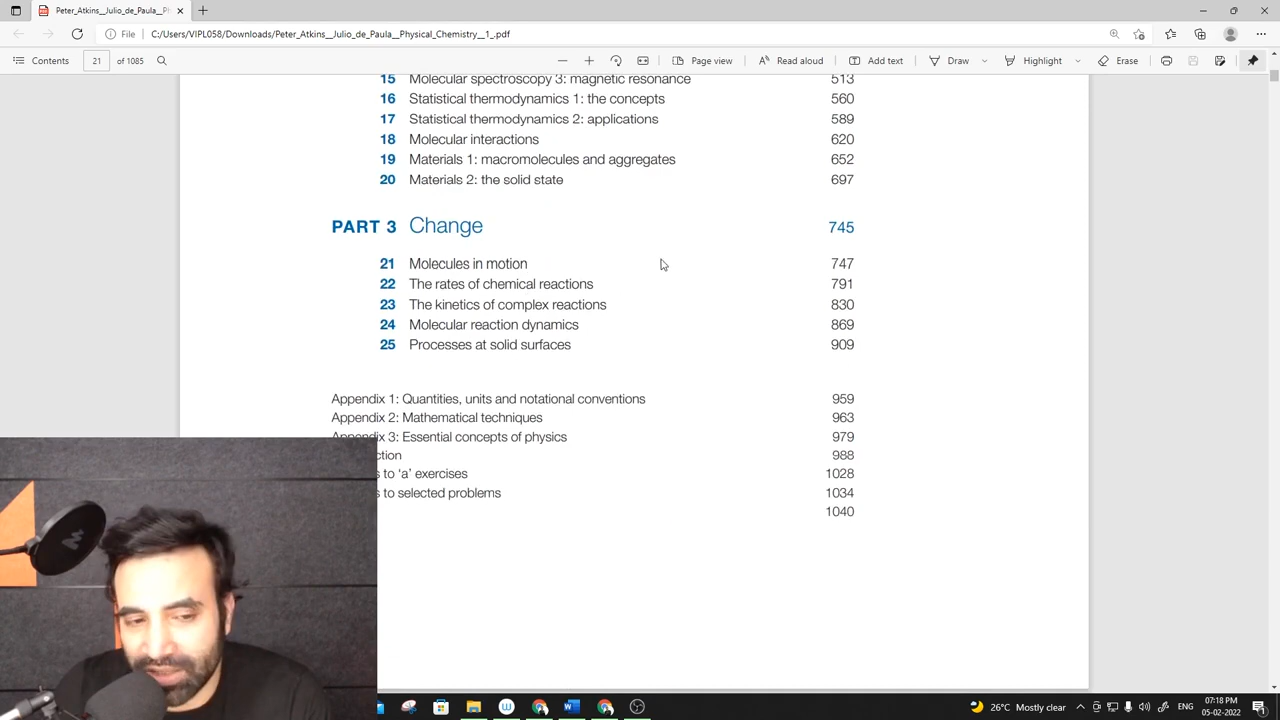 Peter_Atkins__Julio_de_Paula__Ph
File
C:/Users/VIPL058/Downloads/Peter_Atkins__Julio_de_Paula__Physical_Chemistry__1_.pdf
Contents
21
of 1085
Page view
Read aloud
Add text
Draw
Highlight
Erase
15 Molecular spectroscopy 3: magnetic resonance 513
16 Statistical thermodynamics 1: the concepts 560
17 Statistical thermodynamics 2: applications 589
18 Molecular interactions 620
19 Materials 1: macromolecules and aggregates 652
20 Materials 2: the solid state 697
PART 3 Change 745
21 Molecules in motion 747
22 The rates of chemical reactions 791
23 The kinetics of complex reactions 830
24 Molecular reaction dynamics 869
25 Processes at solid surfaces 909
Appendix 1: Quantities, units and notational conventions 959
Appendix 2: Mathematical techniques 963
Appendix 3: Essential concepts of physics 979
ction 988
s to ‘a’ exercises 1028
s to selected problems 1034
1040
26°C Mostly clear
ENG
07:18 PM
05-02-2022